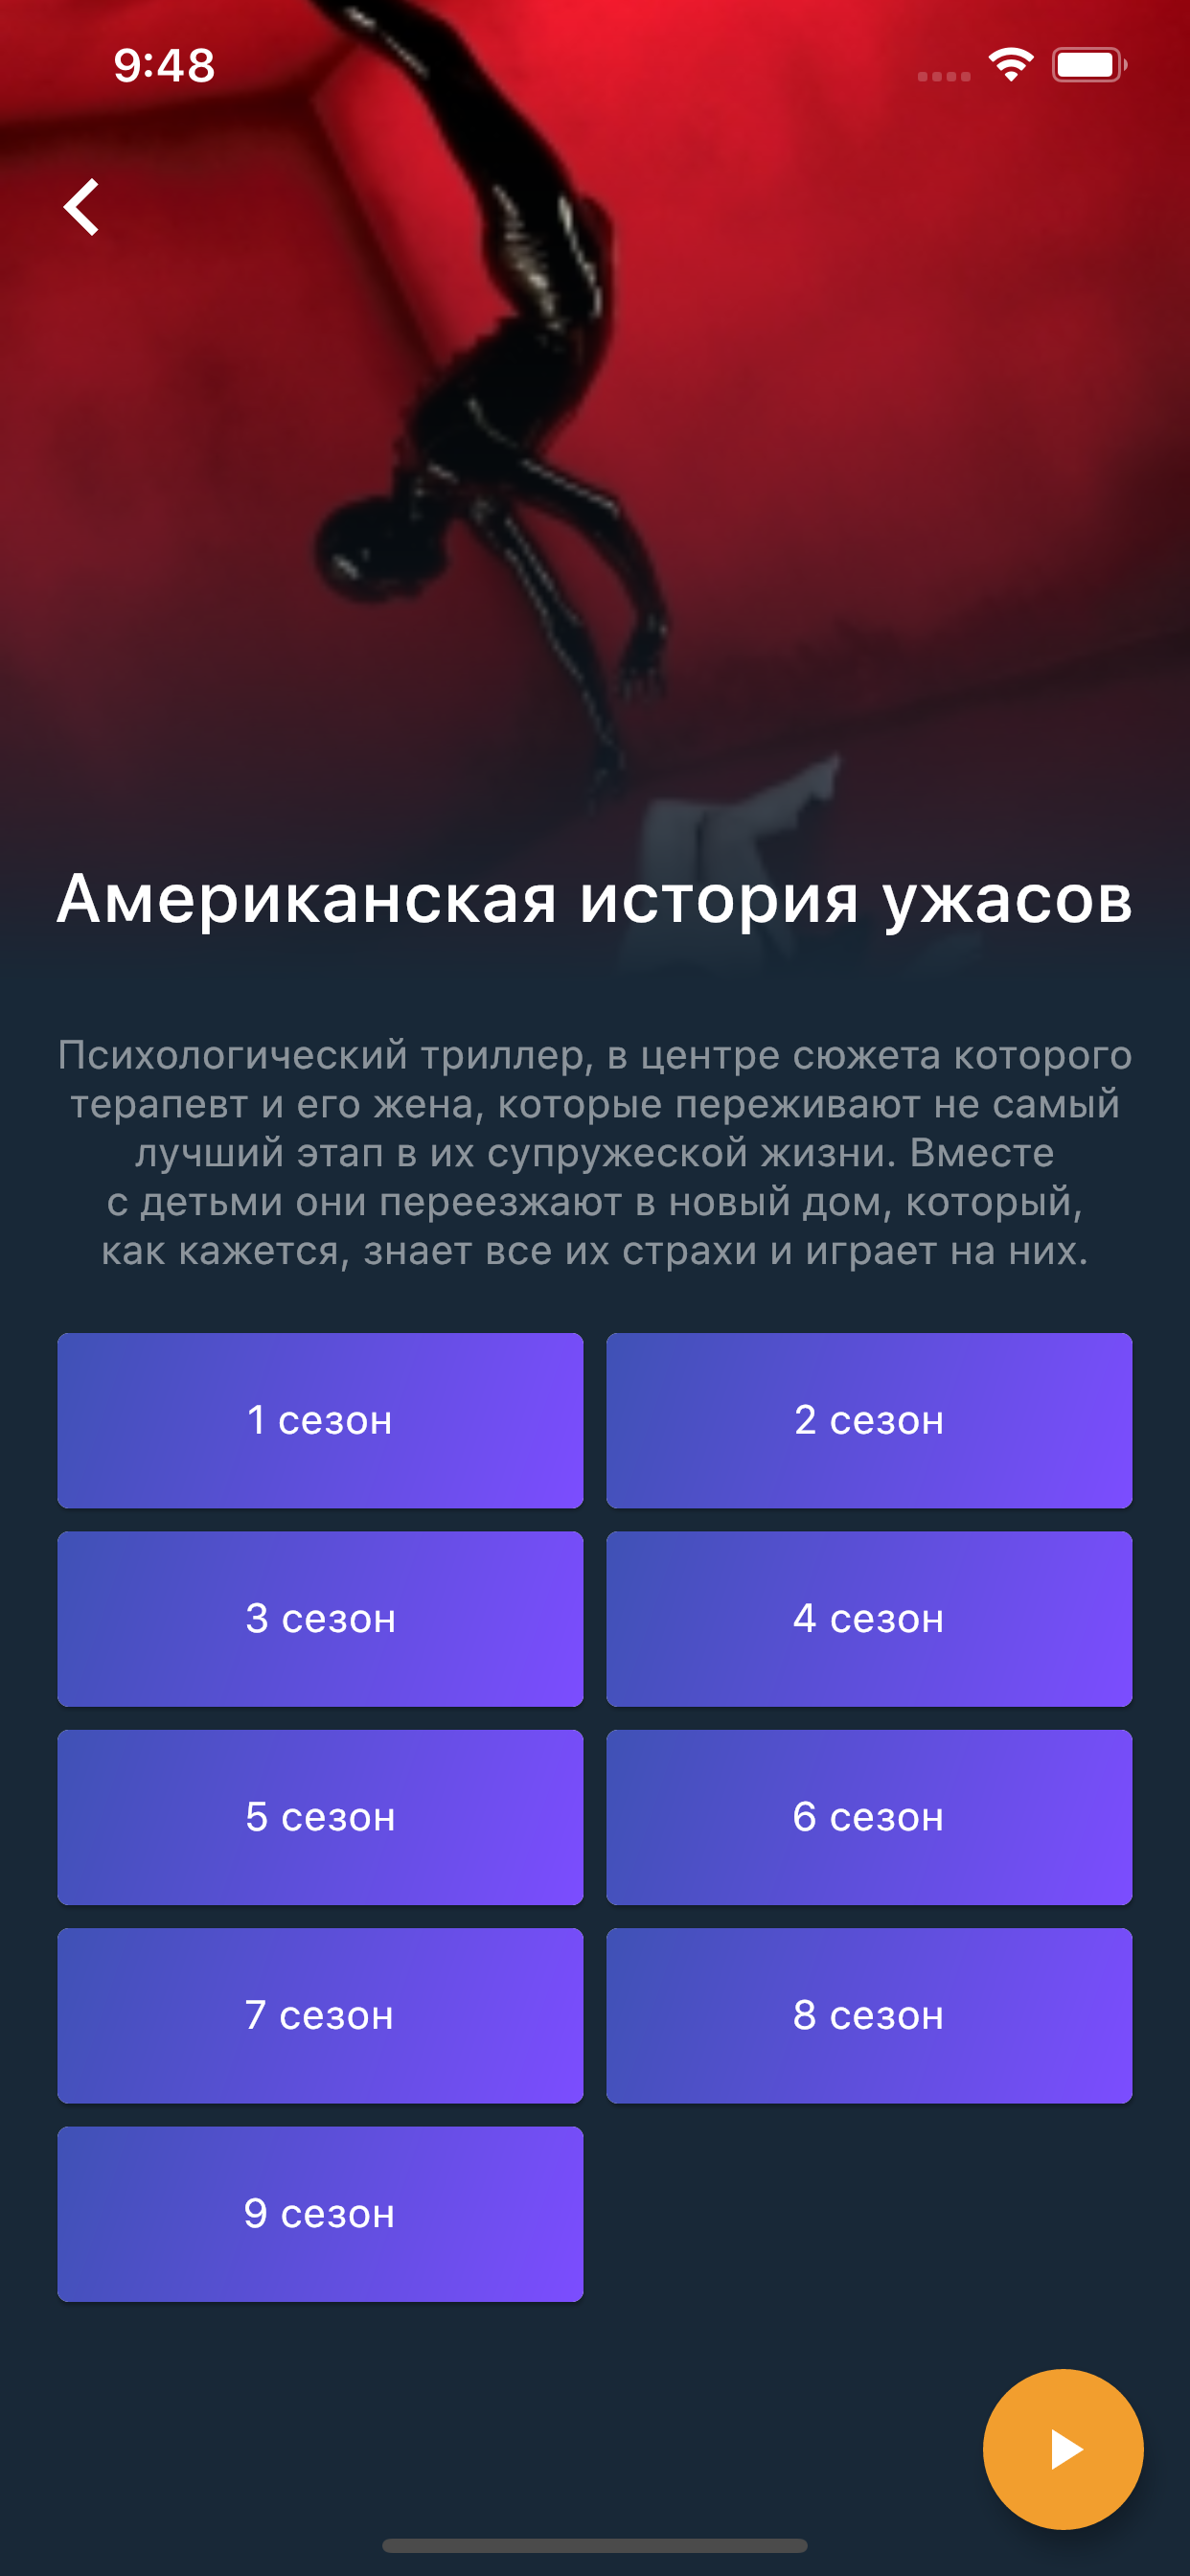 9:48
Американская история ужасов
Психологический триллер, в центре сюжета которого
терапевт и его жена, которые переживают не самый
лучший этап в их супружеской жизни. Вместе
с детьми они переезжают в новый дом, который,
как кажется, знает все их страхи и играет на них.
1 сезон
2 сезон
3 сезон
4 сезон
5 сезон
6 сезон
7 сезон
8 сезон
9 сезон